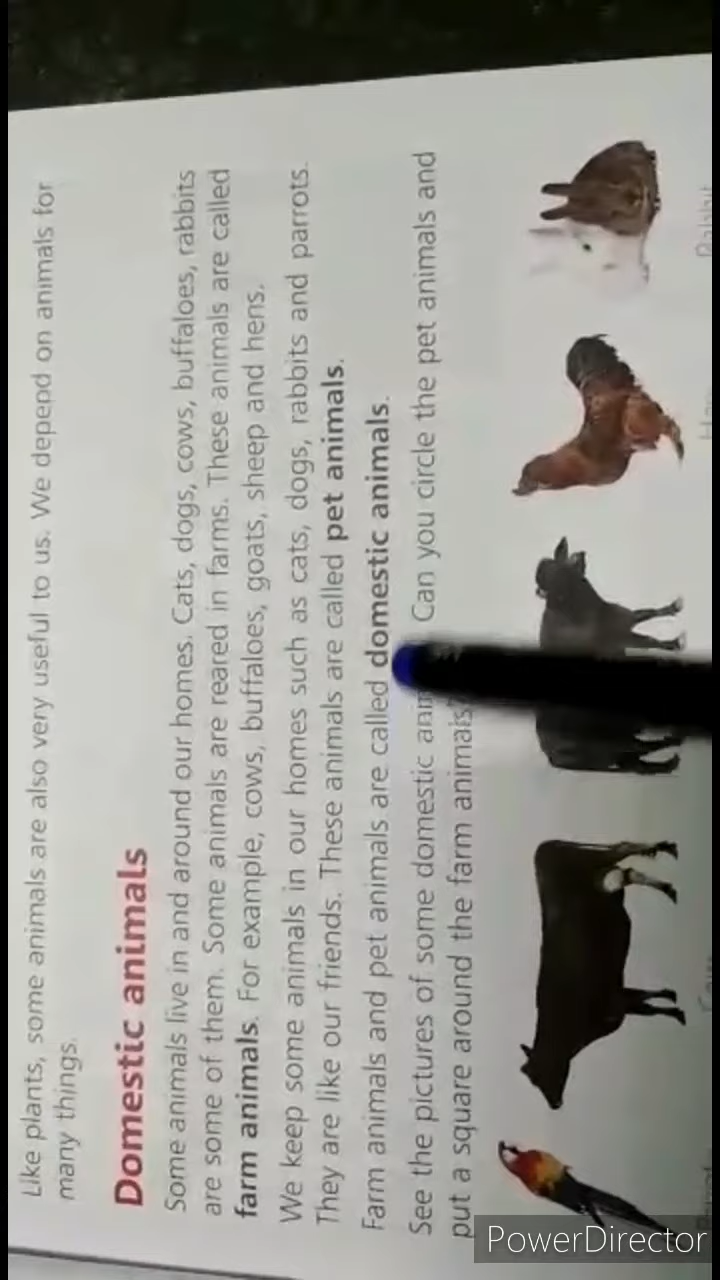 Like plants, some animals are also very useful to us. We depend on animals for
many things.
Domestic animals
Some animals live in and around our homes. Cats, dogs, cows, buffaloes, rabbits
are some of them. Some animals are reared in farms. These animals are called
farm animals. For example, cows, buffaloes, goats, sheep and hens.
We keep some animals in our homes such as cats, dogs, rabbits and parrots.
They are like our friends. These animals are called pet animals.
Farm animals and pet animals are called domestic animals.
See the pictures of some domestic Can you circle the pet animals and
put a square around the farm animals
PowerDirector